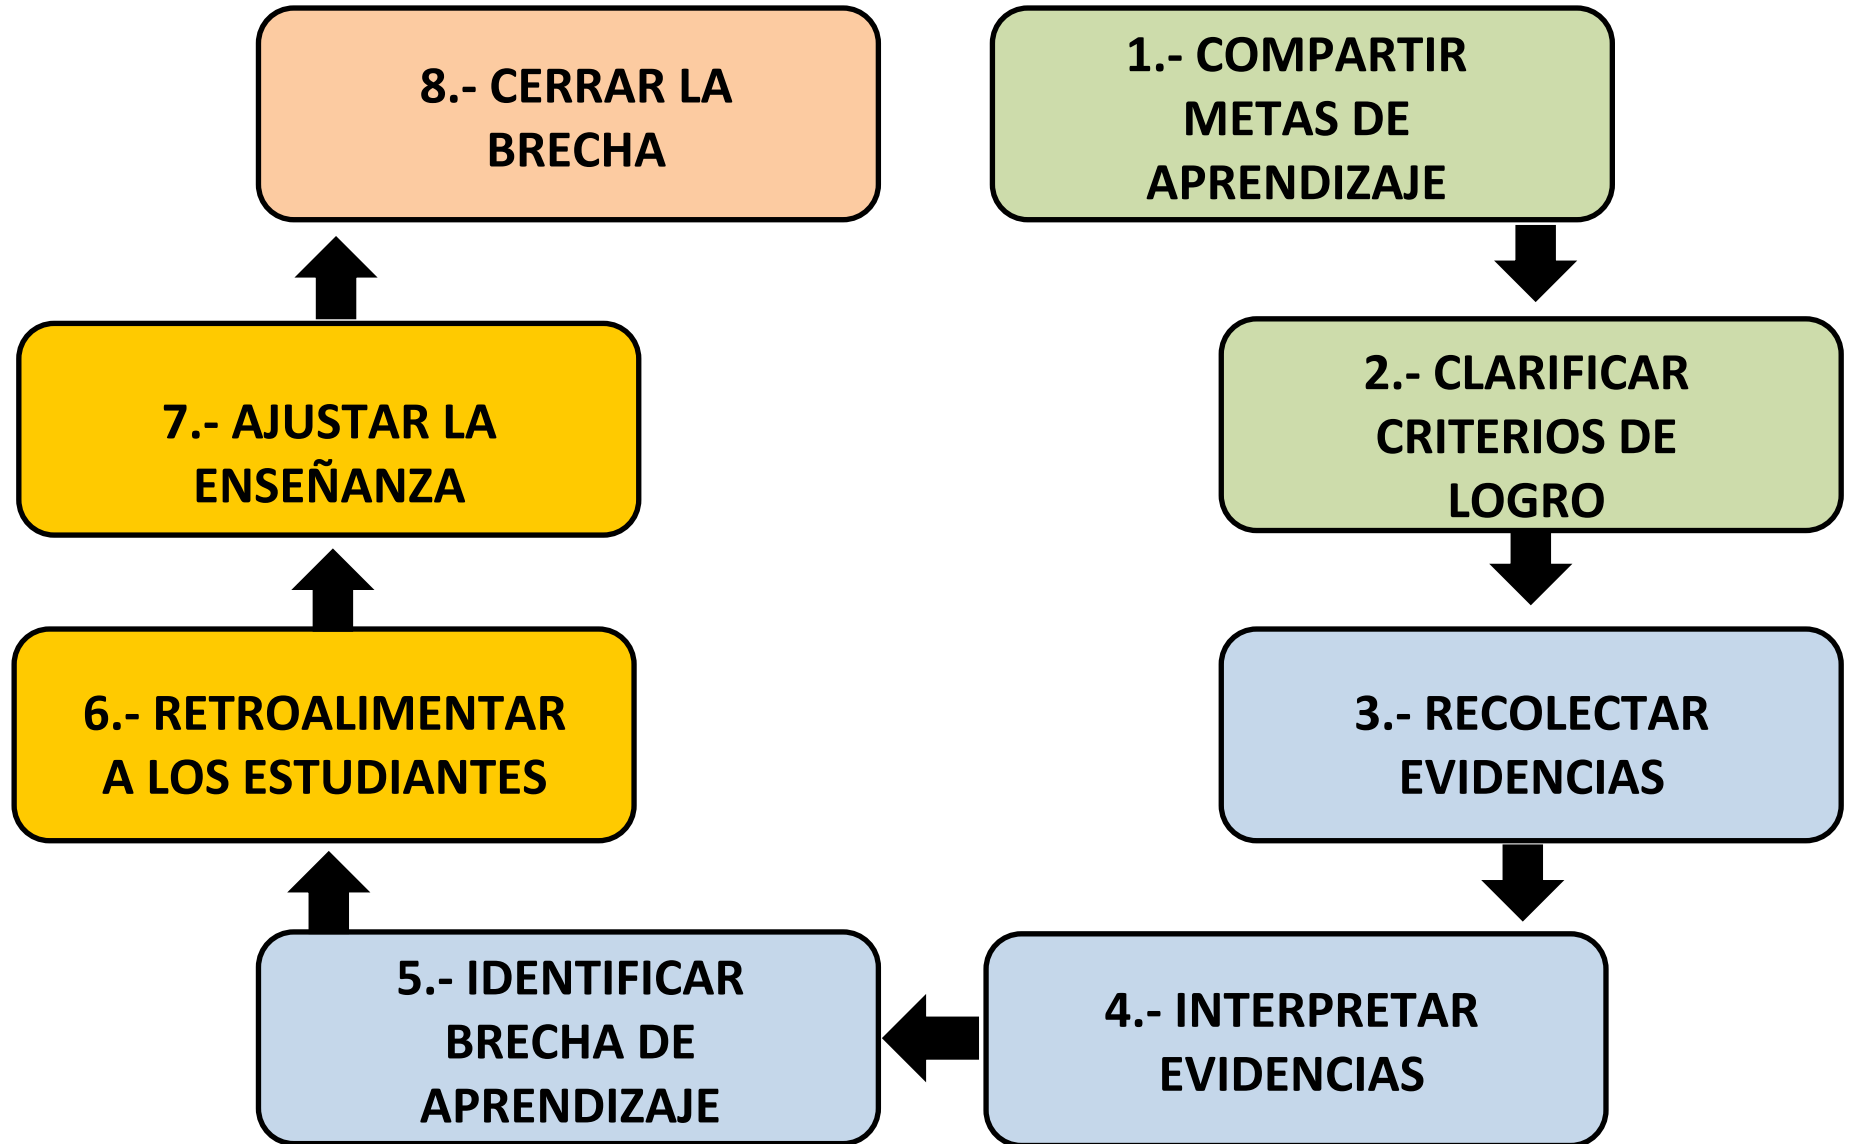 1.- COMPARTIR
METAS DE
APRENDIZAJE
2.- CLARIFICAR
CRITERIOS DE
LOGRO
3.- RECOLECTAR
EVIDENCIAS
4.- INTERPRETAR
EVIDENCIAS
5.- IDENTIFICAR
BRECHA DE
APRENDIZAJE
6.- RETROALIMENTAR
A LOS ESTUDIANTES
7.- AJUSTAR LA
ENSEÑANZA
8.- CERRAR LA
BRECHA